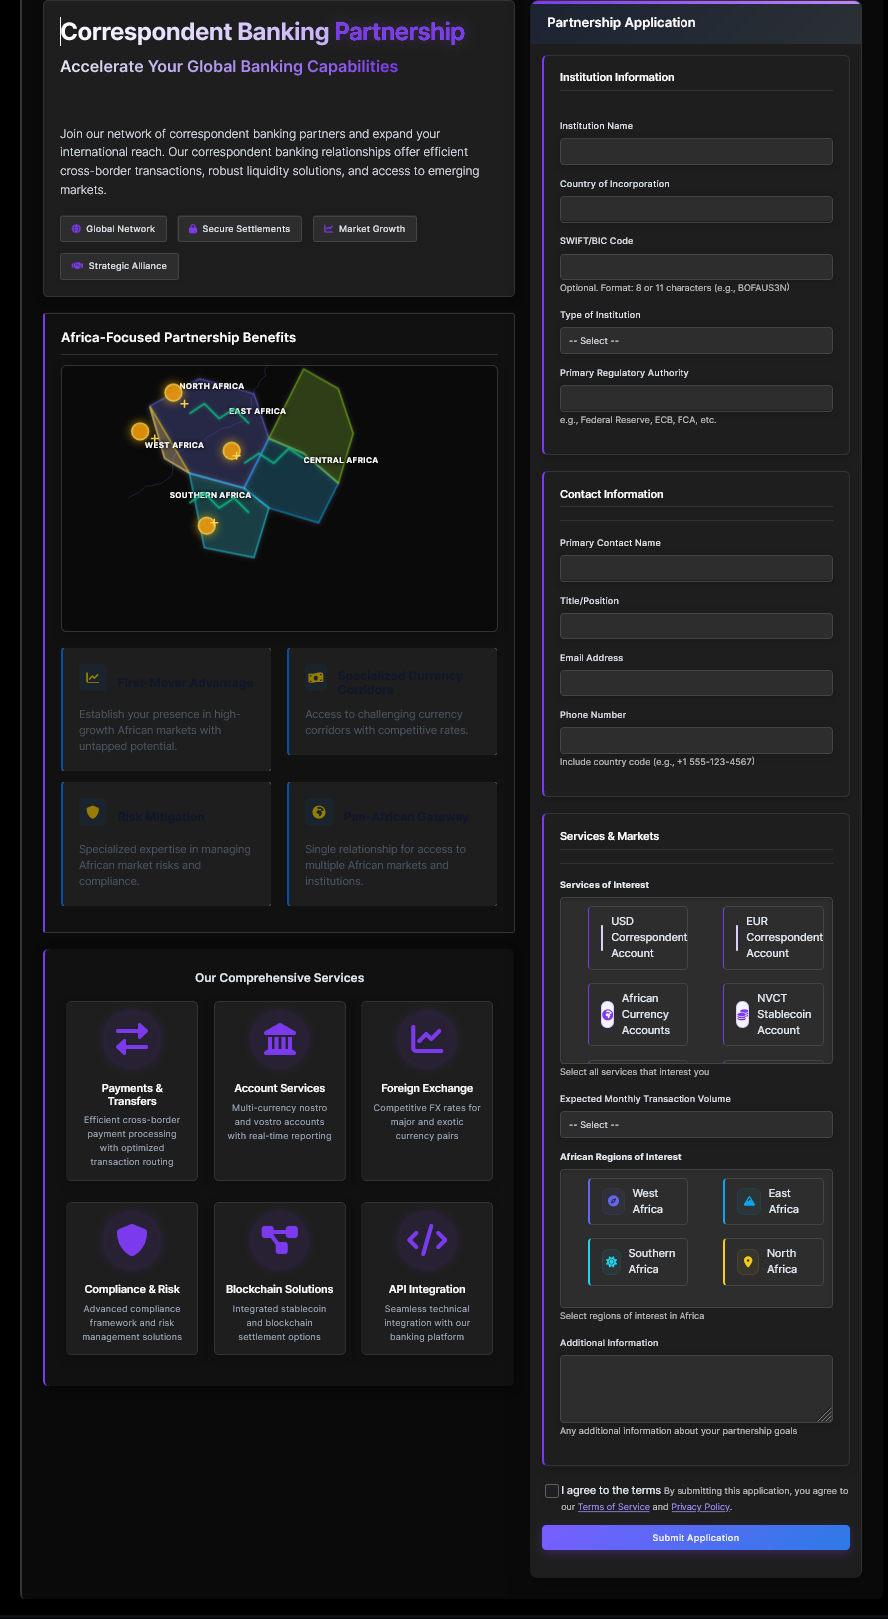 Correspondent Banking Partnership
Accelerate Your Global Banking Capabilities
Join our network of correspondent banking partners and expand your
international reach. Our correspondent banking relationships offer efficient
cross-border transactions, robust liquidity solutions, and access to emerging
markets.
Global Network
Secure Settlements
Market Growth
Strategic Alliance
Africa-Focused Partnership Benefits
NORTH AFRICA
EAST AFRICA
WEST AFRICA
CENTRAL AFRICA
SOUTHERN AFRICA
First-Mover Advantage
Establish your presence in high-
growth African markets with
untapped potential.
Specialized Currency
Corridors
Access to challenging currency
corridors with competitive rates.
Risk Mitigation
Specialized expertise in managing
African market risks and
compliance.
Pan-African Gateway
Single relationship for access to
multiple African markets and
institutions.
Our Comprehensive Services
Payments &
Transfers
Efficient cross-border
payment processing
with optimized
transaction routing
Account Services
Multi-currency nostro
and vostro accounts
with real-time reporting
Foreign Exchange
Competitive FX rates for
major and exotic
currency pairs
Compliance & Risk
Advanced compliance
framework and risk
management solutions
Blockchain Solutions
Integrated stablecoin
and blockchain
settlement options
API Integration
Seamless technical
integration with our
banking platform
Partnership Application
Institution Information
Institution Name
Country of Incorporation
SWIFT/BIC Code
Optional. Format: 8 or 11 characters (e.g., BOFAUS3N)
Type of Institution
-- Select --
Primary Regulatory Authority
e.g., Federal Reserve, ECB, FCA, etc.
Contact Information
Primary Contact Name
Title/Position
Email Address
Phone Number
Include country code (e.g., +1 555-123-4567)
Services & Markets
Services of Interest
USD
Correspondent
Account
EUR
Correspondent
Account
African
Currency
Accounts
NVCT
Stablecoin
Account
Select all services that interest you
Expected Monthly Transaction Volume
-- Select --
African Regions of Interest
West
Africa
East
Africa
Southern
Africa
North
Africa
Select regions of interest in Africa
Additional Information
Any additional information about your partnership goals
I agree to the terms By submitting this application, you agree to
our Terms of Service and Privacy Policy.
Submit Application